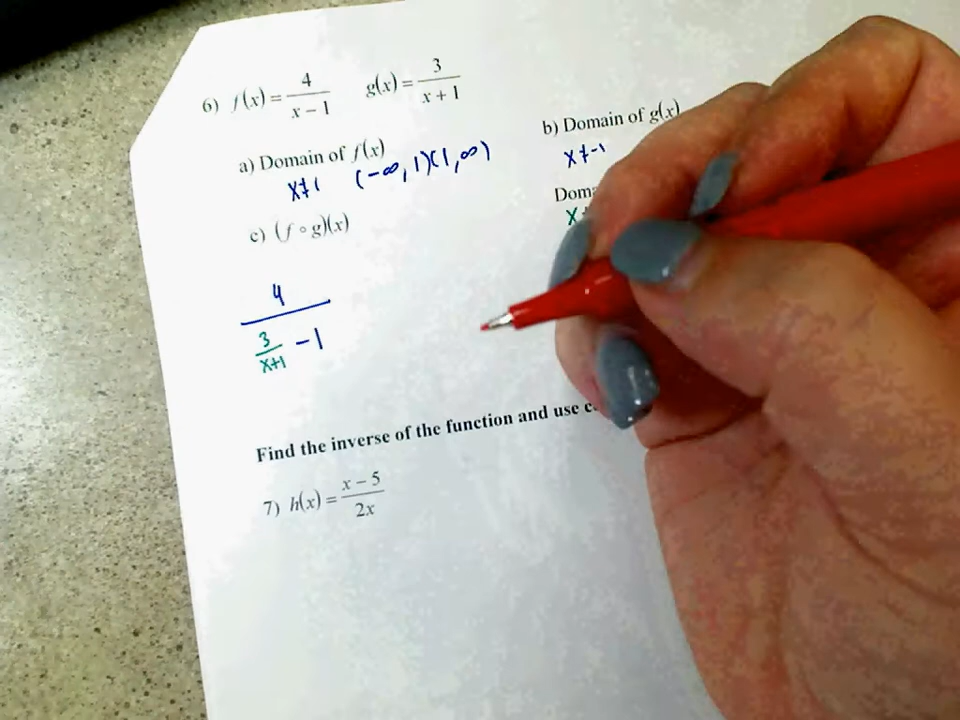 6) f(x) = 4/(x − 1) g(x) = 3/(x + 1)
a) Domain of f(x)
x≠1 (-∞, 1)(1, ∞)
b) Domain of g(x)
x≠-1
c) (f ∘ g)(x)
4/(3/(x+1) - 1)
Find the inverse of the function and use
7) h(x) = (x − 5)/2x